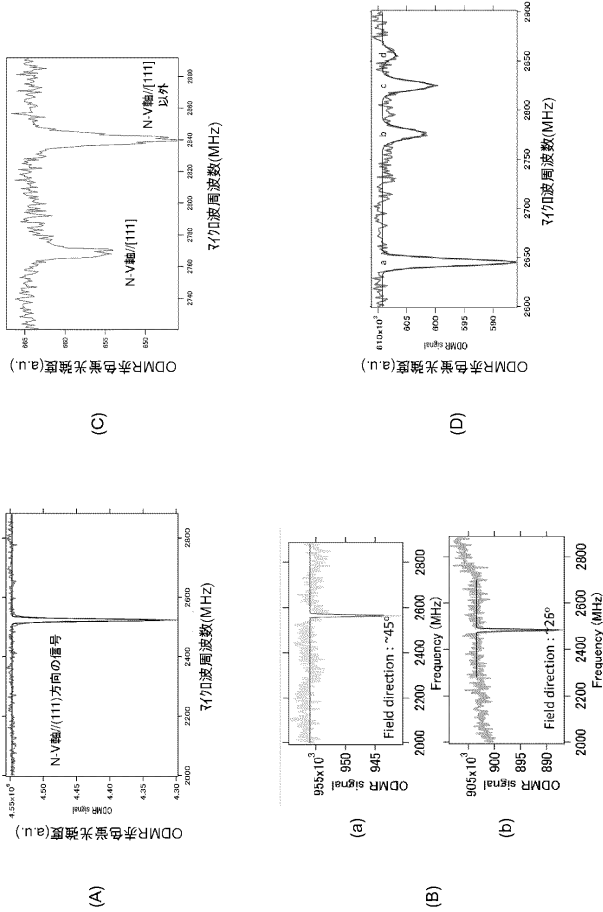 (A)
ODMR赤色蛍光強度(a.u.)
ODMR signal
4.55x10⁶
4.50
4.45
4.40
4.35
4.30
N-V軸//(111)方向の信号
2000
2200
2400
2600
2800
マイクロ波周波数(MHz)
(B)
(a)
ODMR signal
955x10³
950
945
Field direction : ~45º
2000
2200
2400
2600
2800
Frequency (MHz)
(b)
ODMR signal
905x10³
900
895
890
Field direction : ~26º
2000
2200
2400
2600
2800
Frequency (MHz)
(C)
ODMR赤色蛍光強度(a.u.)
665
660
655
650
N-V軸//[111]
N-V軸//[111]
以外
2740
2760
2780
2800
2820
2840
2860
2880
マイクロ波周波数(MHz)
(D)
ODMR赤色蛍光強度(a.u.)
ODMR signal
610x10³
605
600
595
590
a
b
c
d
2600
2650
2700
2750
2800
2850
2900
マイクロ波周波数(MHz)